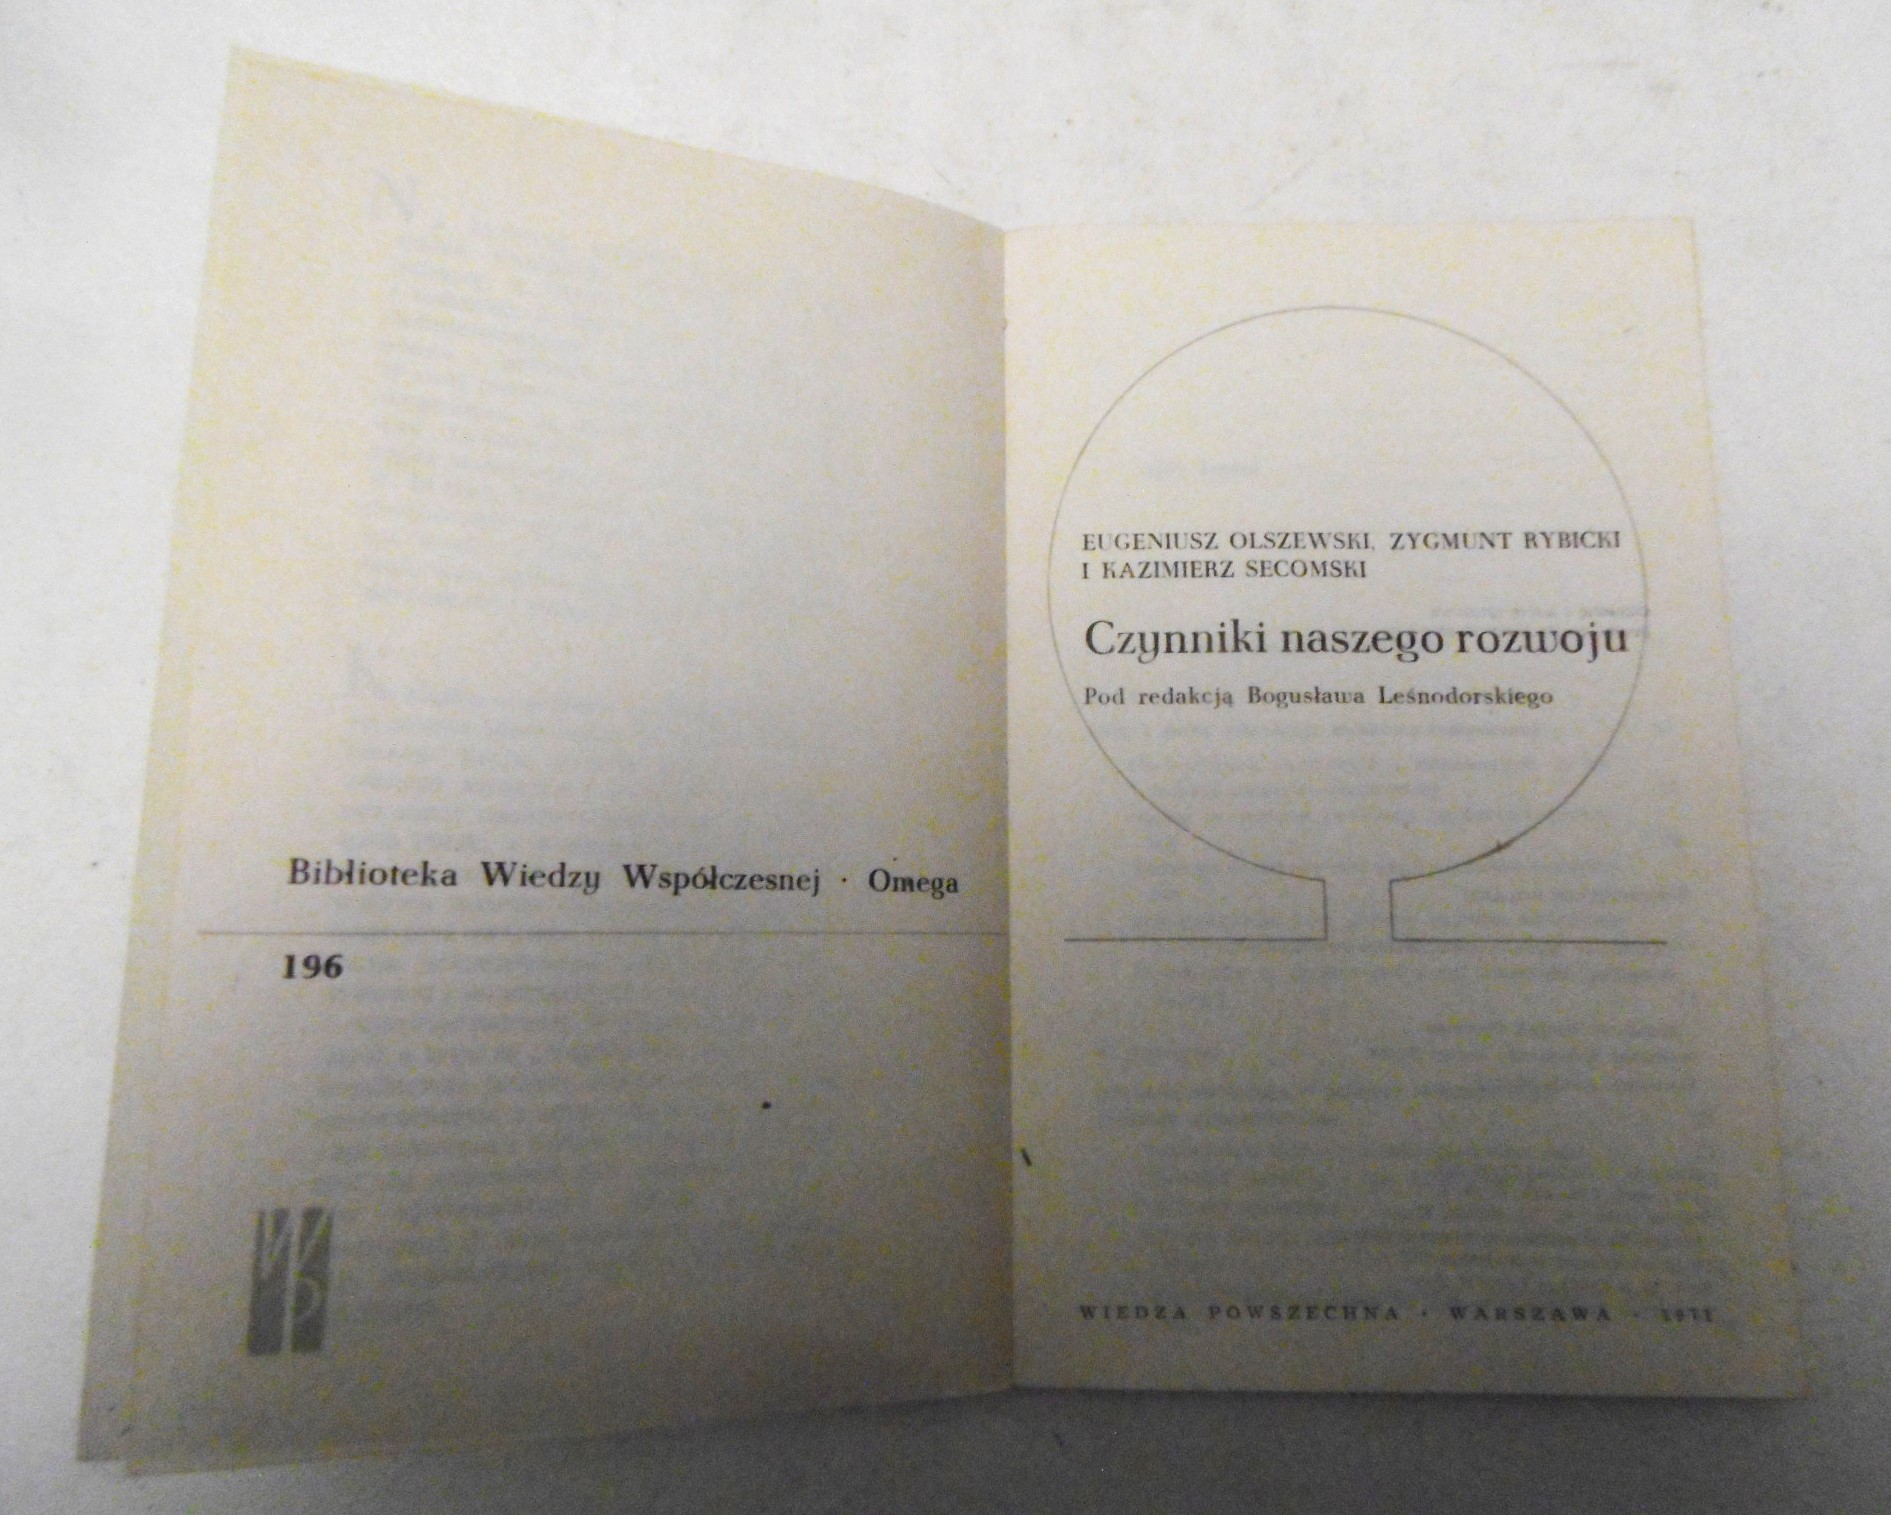 Biblioteka Wiedzy Współczesnej · Omega
196
EUGENIUSZ OLSZEWSKI, ZYGMUNT RYBICKI
I KAZIMIERZ SECOMSKI
Czynniki naszego rozwoju
Pod redakcją Bogusława Leśnodorskiego
WIEDZA POWSZECHNA · WARSZAWA · 1971